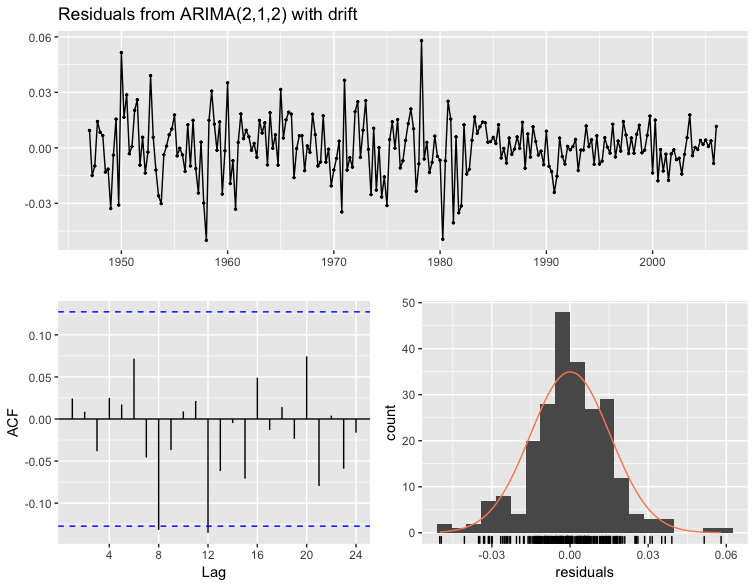 Residuals from ARIMA(2,1,2) with drift
0.06
0.03
0.00
-0.03
1950 1960 1970 1980 1990 2000
0.10
0.05
0.00
-0.05
-0.10
ACF
4 8 12 16 20 24
Lag
50
40
30
20
10
0
count
-0.03 0.00 0.03 0.06
residuals